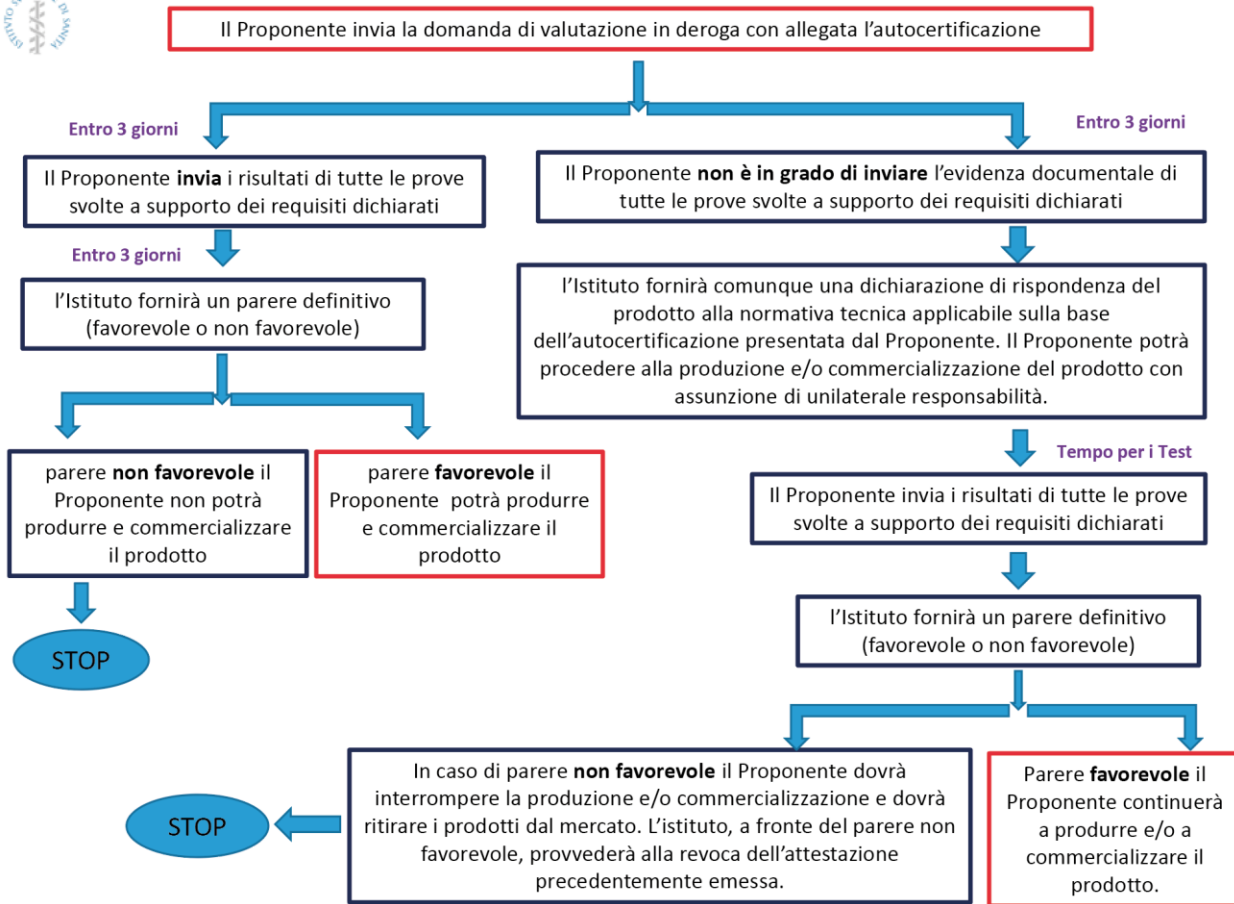 ISTITUTO S
DI SANITÀ
Il Proponente invia la domanda di valutazione in deroga con allegata l’autocertificazione
Entro 3 giorni
Entro 3 giorni
Il Proponente invia i risultati di tutte le prove
svolte a supporto dei requisiti dichiarati
Il Proponente non è in grado di inviare l’evidenza documentale di
tutte le prove svolte a supporto dei requisiti dichiarati
Entro 3 giorni
l’Istituto fornirà un parere definitivo
(favorevole o non favorevole)
l’Istituto fornirà comunque una dichiarazione di rispondenza del
prodotto alla normativa tecnica applicabile sulla base
dell’autocertificazione presentata dal Proponente. Il Proponente potrà
procedere alla produzione e/o commercializzazione del prodotto con
assunzione di unilaterale responsabilità.
parere non favorevole il
Proponente non potrà
produrre e commercializzare
il prodotto
parere favorevole il
Proponente potrà produrre
e commercializzare il
prodotto
STOP
Tempo per i Test
Il Proponente invia i risultati di tutte le prove
svolte a supporto dei requisiti dichiarati
l’Istituto fornirà un parere definitivo
(favorevole o non favorevole)
In caso di parere non favorevole il Proponente dovrà
interrompere la produzione e/o commercializzazione e dovrà
ritirare i prodotti dal mercato. L’istituto, a fronte del parere non
favorevole, provvederà alla revoca dell’attestazione
precedentemente emessa.
STOP
Parere favorevole il
Proponente continuerà
a produrre e/o a
commercializzare il
prodotto.